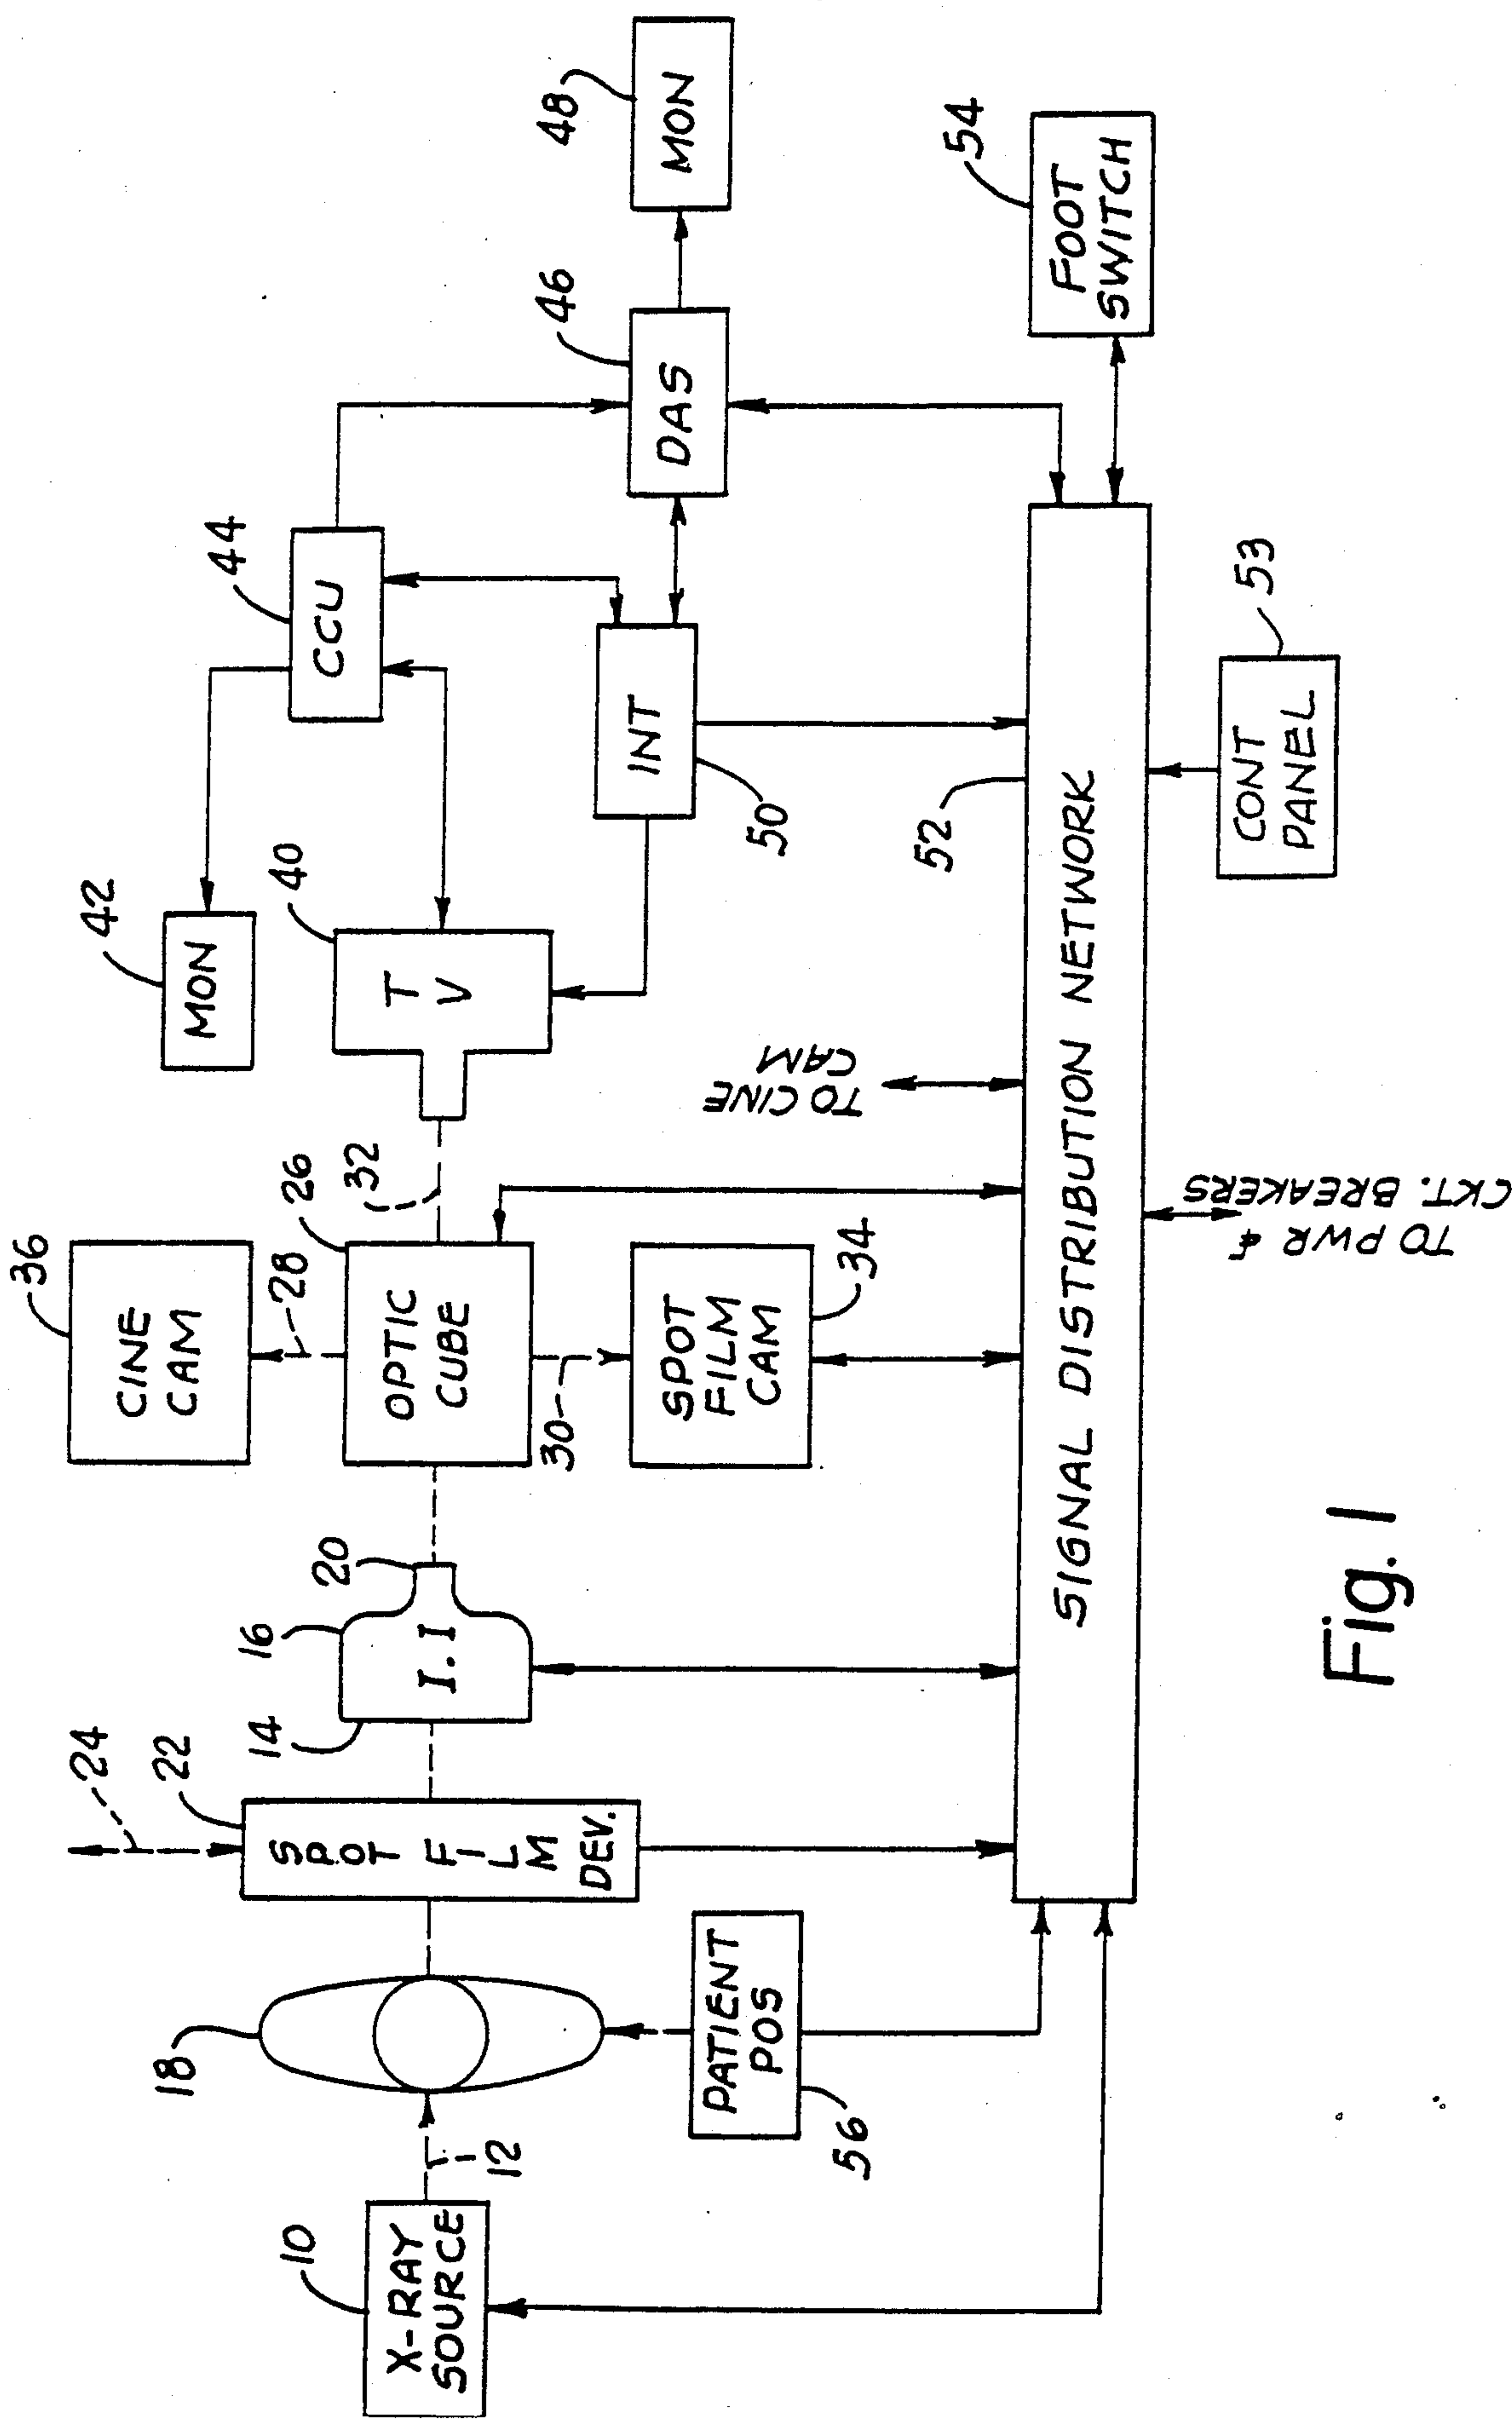 36
42
CINE
CAM
MON
24
28
26
44
22
16
20
32
40
CCU
18
14
10
SPOT
FILM
DEV.
I.I
OPTIC
CUBE
T
V
12
30
46
48
X-RAY
SOURCE
PATIENT
POS
SPOT
FILM
CAM
34
INT
50
DAS
MON
56
TO CINE
CAM
52
54
SIGNAL DISTRIBUTION NETWORK
FOOT
SWITCH
TO PWR &
CKT. BREAKERS
CONT
PANEL
53
Fig. 1